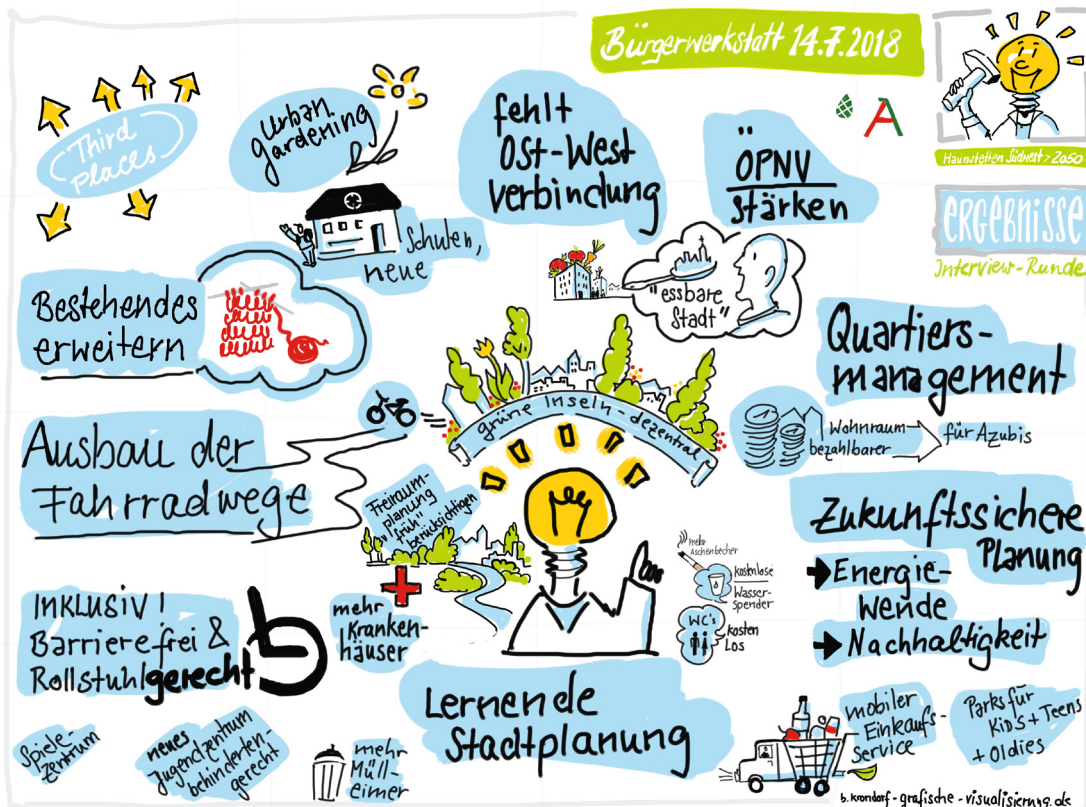 Bürgerwerkstatt 14.7.2018
Haunstetten Südwest > 2050
ERGEBNISSE
Interview-Runde
Third
places
Urban
gardening
fehlt
Ost-West
verbindung
ÖPNV
stärken
A
Schulen,
neue
"essbare
Stadt"
Bestehendes
erweitern
Quartiers-
management
Wohnraum
bezahlbarer
für Azubis
grüne Inseln - dezentral
Ausbau der
Fahrradwege
Freiraum-
planung
"früh"
berücksichtigen
Zukunftssichere
Planung
Energie-
wende
Nachhaltigkeit
mehr
Aschenbecher
kostenlose
Wasser-
spender
WC's
kosten
Los
INKLUSIV!
Barrierefrei &
Rollstuhlgerecht
mehr
Kranken-
häuser
Lernende
Stadtplanung
Spiele-
zentrum
neues
Jugendzentrum
behinderten-
gerecht
mehr
Müll-
eimer
mobiler
Einkaufs-
Service
Parks für
KID'S + Teens
+ Oldies
b.krondorf-grafische-visualisierung.de